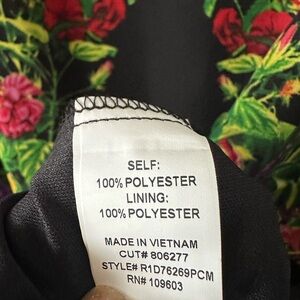 SELF:
100% POLYESTER
LINING:
100% POLYESTER
MADE IN VIETNAM
CUT# 806277
STYLE# R1D76269PCM
RN# 109603